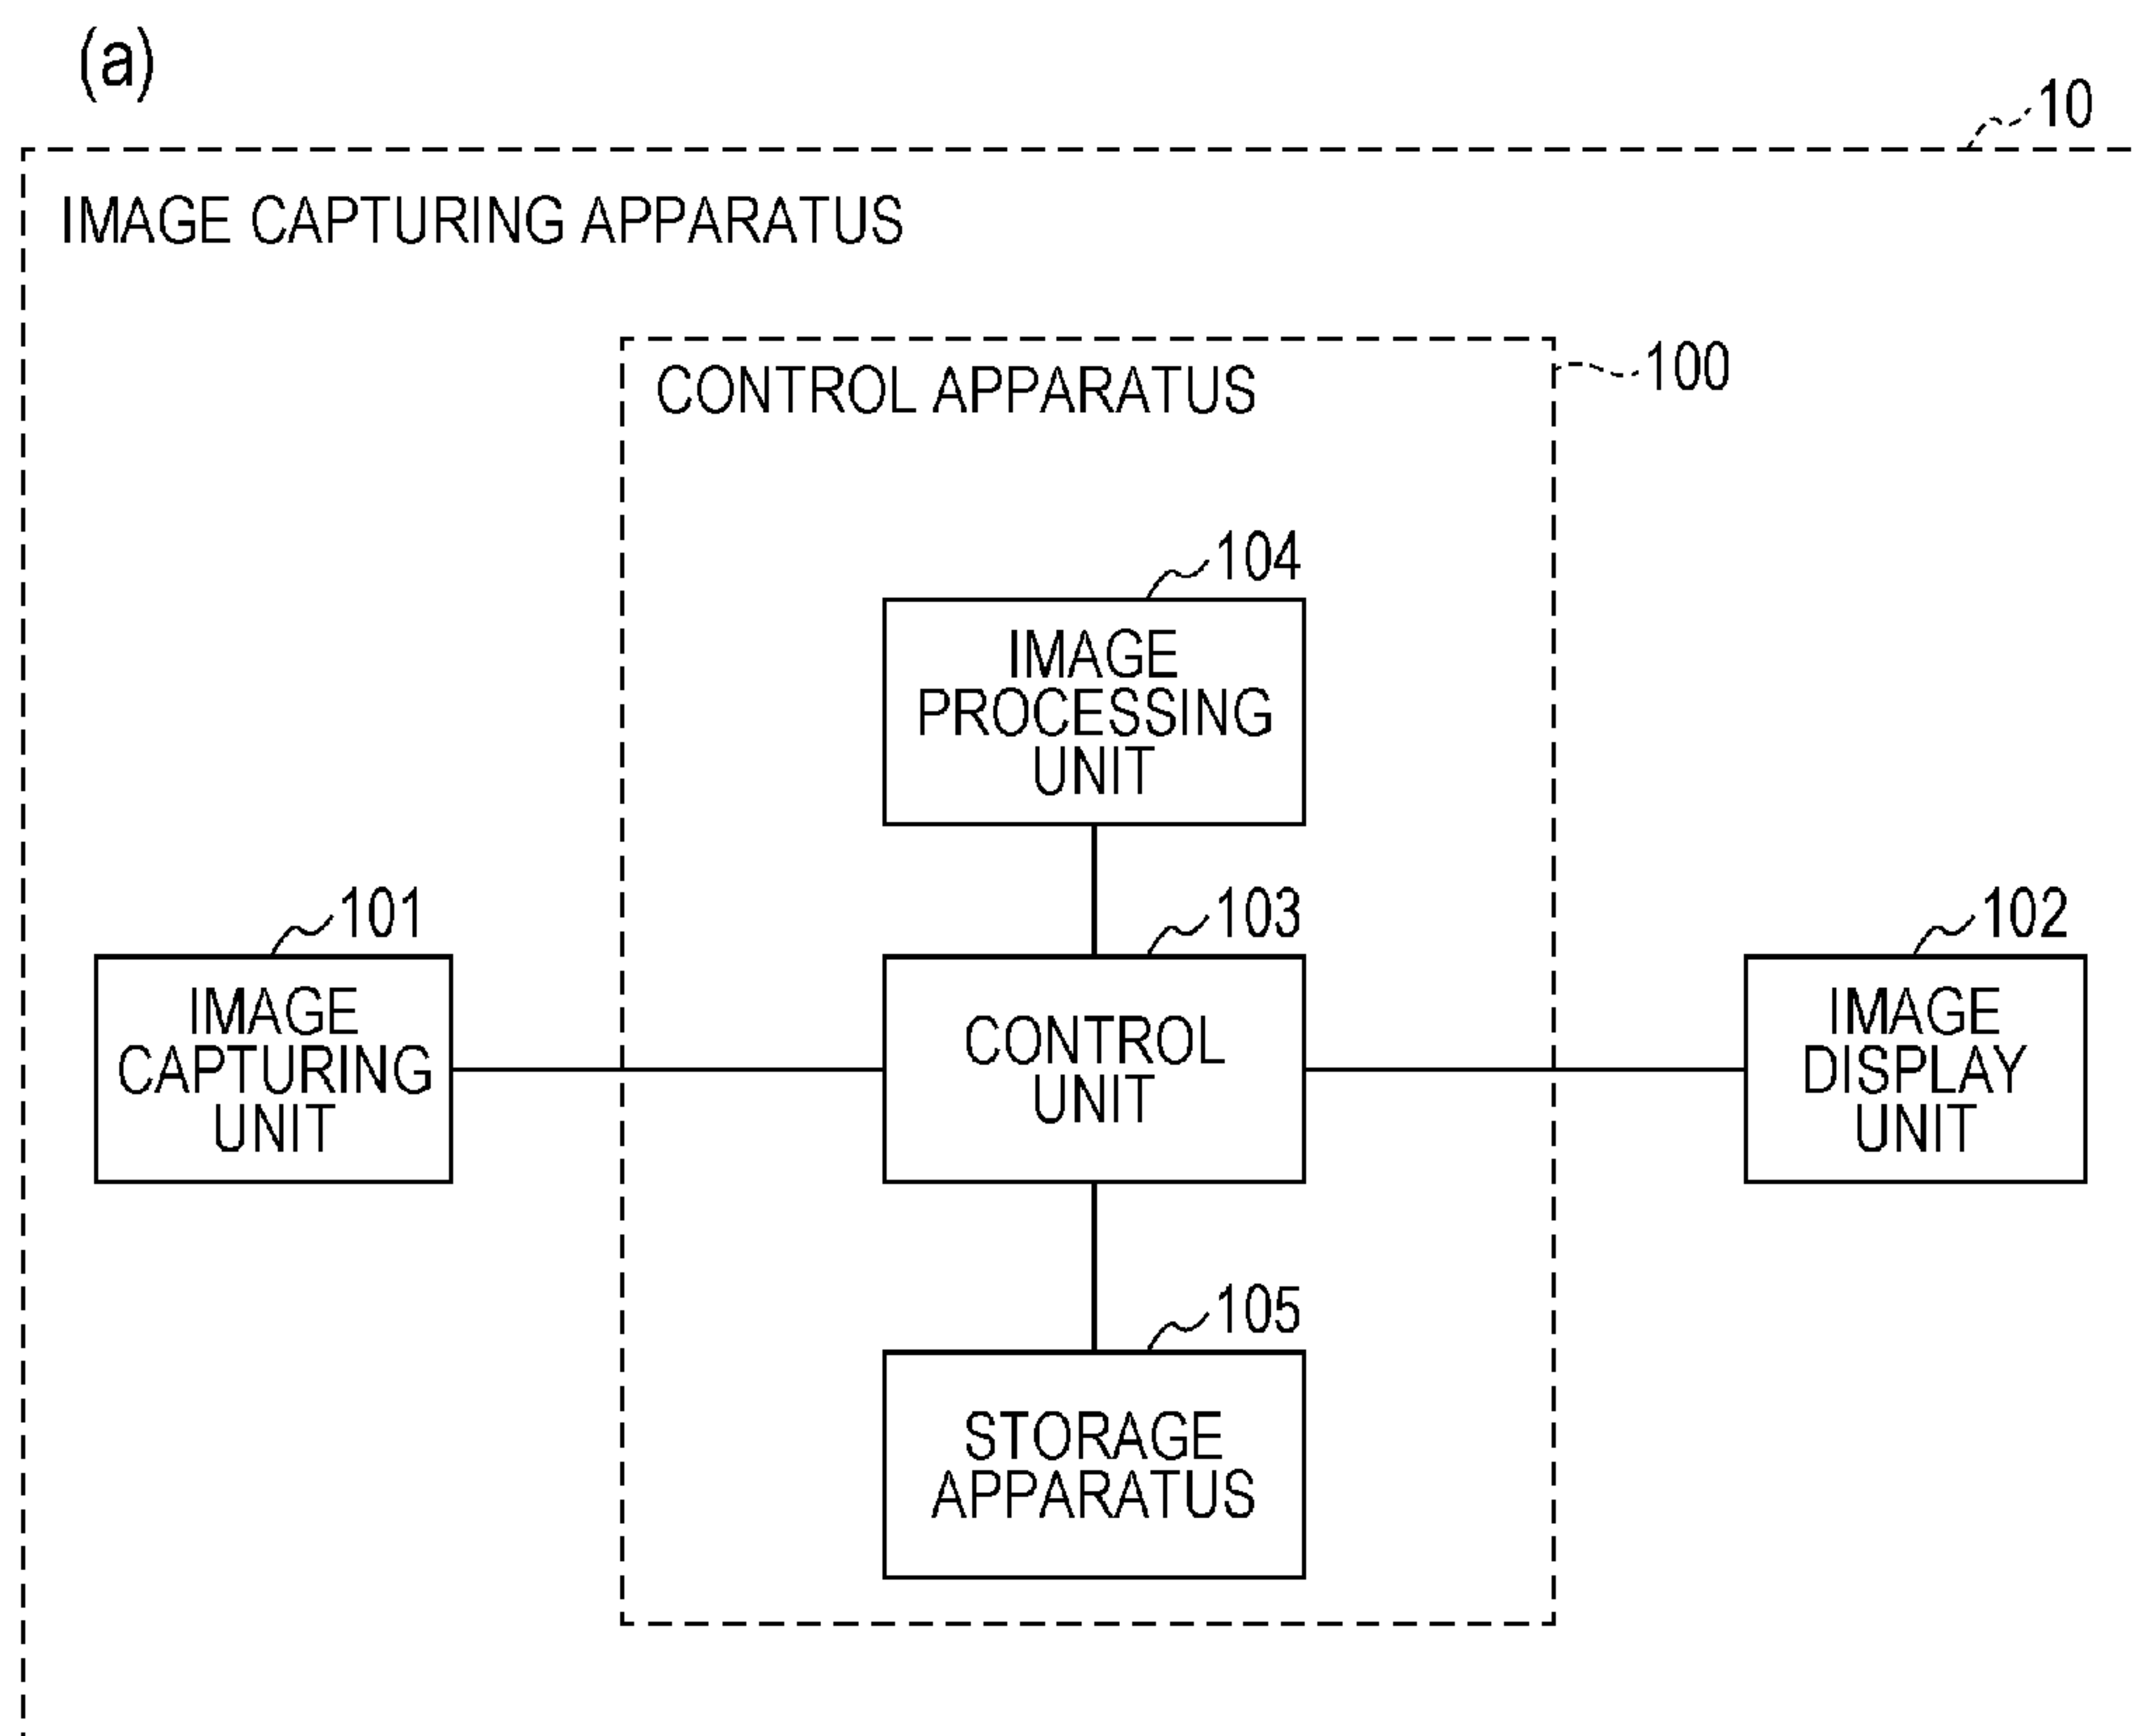 (a)
10
IMAGE CAPTURING APPARATUS
100
CONTROL APPARATUS
104
IMAGE
PROCESSING
UNIT
101
IMAGE
CAPTURING
UNIT
103
CONTROL
UNIT
102
IMAGE
DISPLAY
UNIT
105
STORAGE
APPARATUS